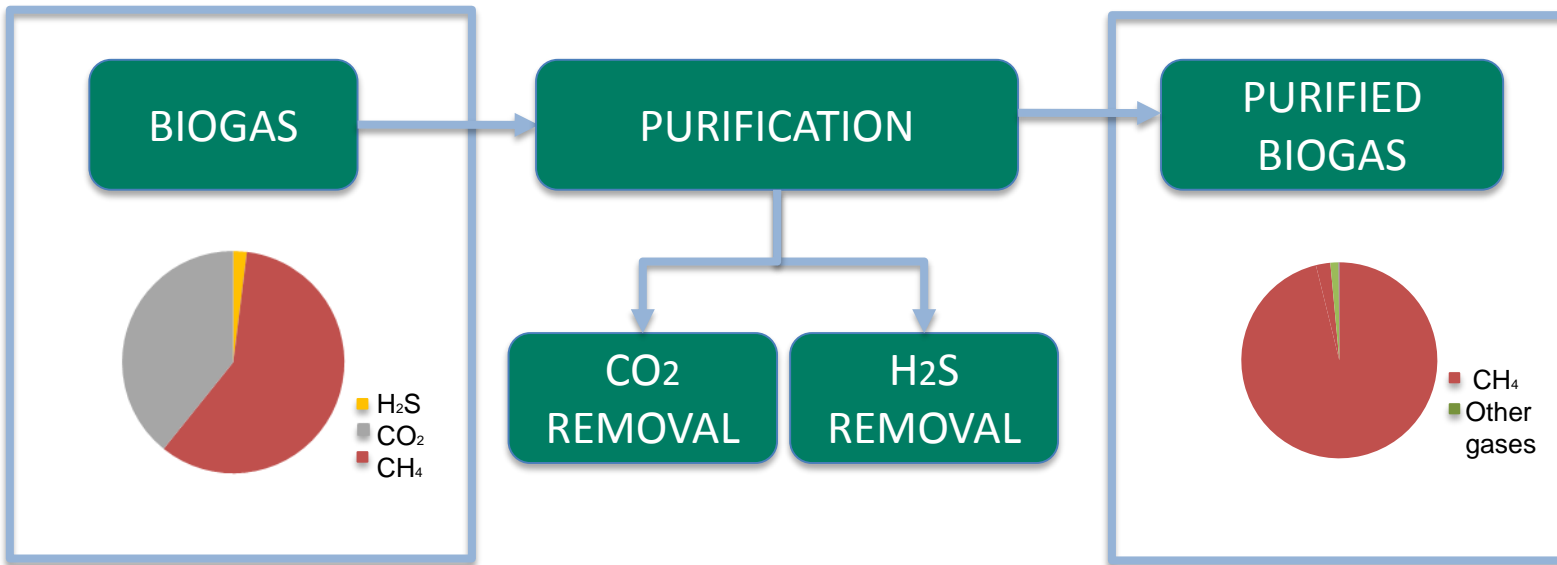 BIOGAS
PURIFICATION
PURIFIED
BIOGAS
CO2
REMOVAL
H2S
REMOVAL
H₂S
CO₂
CH₄
CH₄
Other
gases